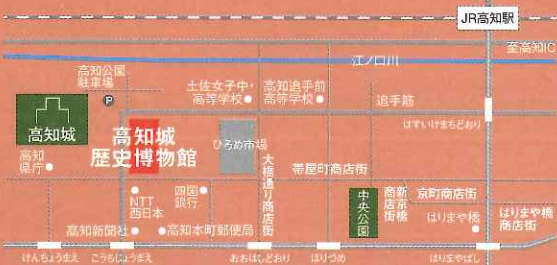 JR高知駅
至高知IC
江ノ口川
高知公園
駐車場
P
土佐女子中・
高等学校
高知追手前
高等学校
追手筋
はすいけまちどおり
高知城
高知城
歴史博物館
ひろめ市場
高知
県庁
大橋通り商店街
帯屋町商店街
NTT
西日本
四国
銀行
中央公園
新京橋
商店街
京町商店街
はりまや橋
はりまや橋
商店街
高知新聞社
高知本町郵便局
けんちょうまえ
こうちじょうまえ
おおはしどおり
ほりづめ
はりまやばし